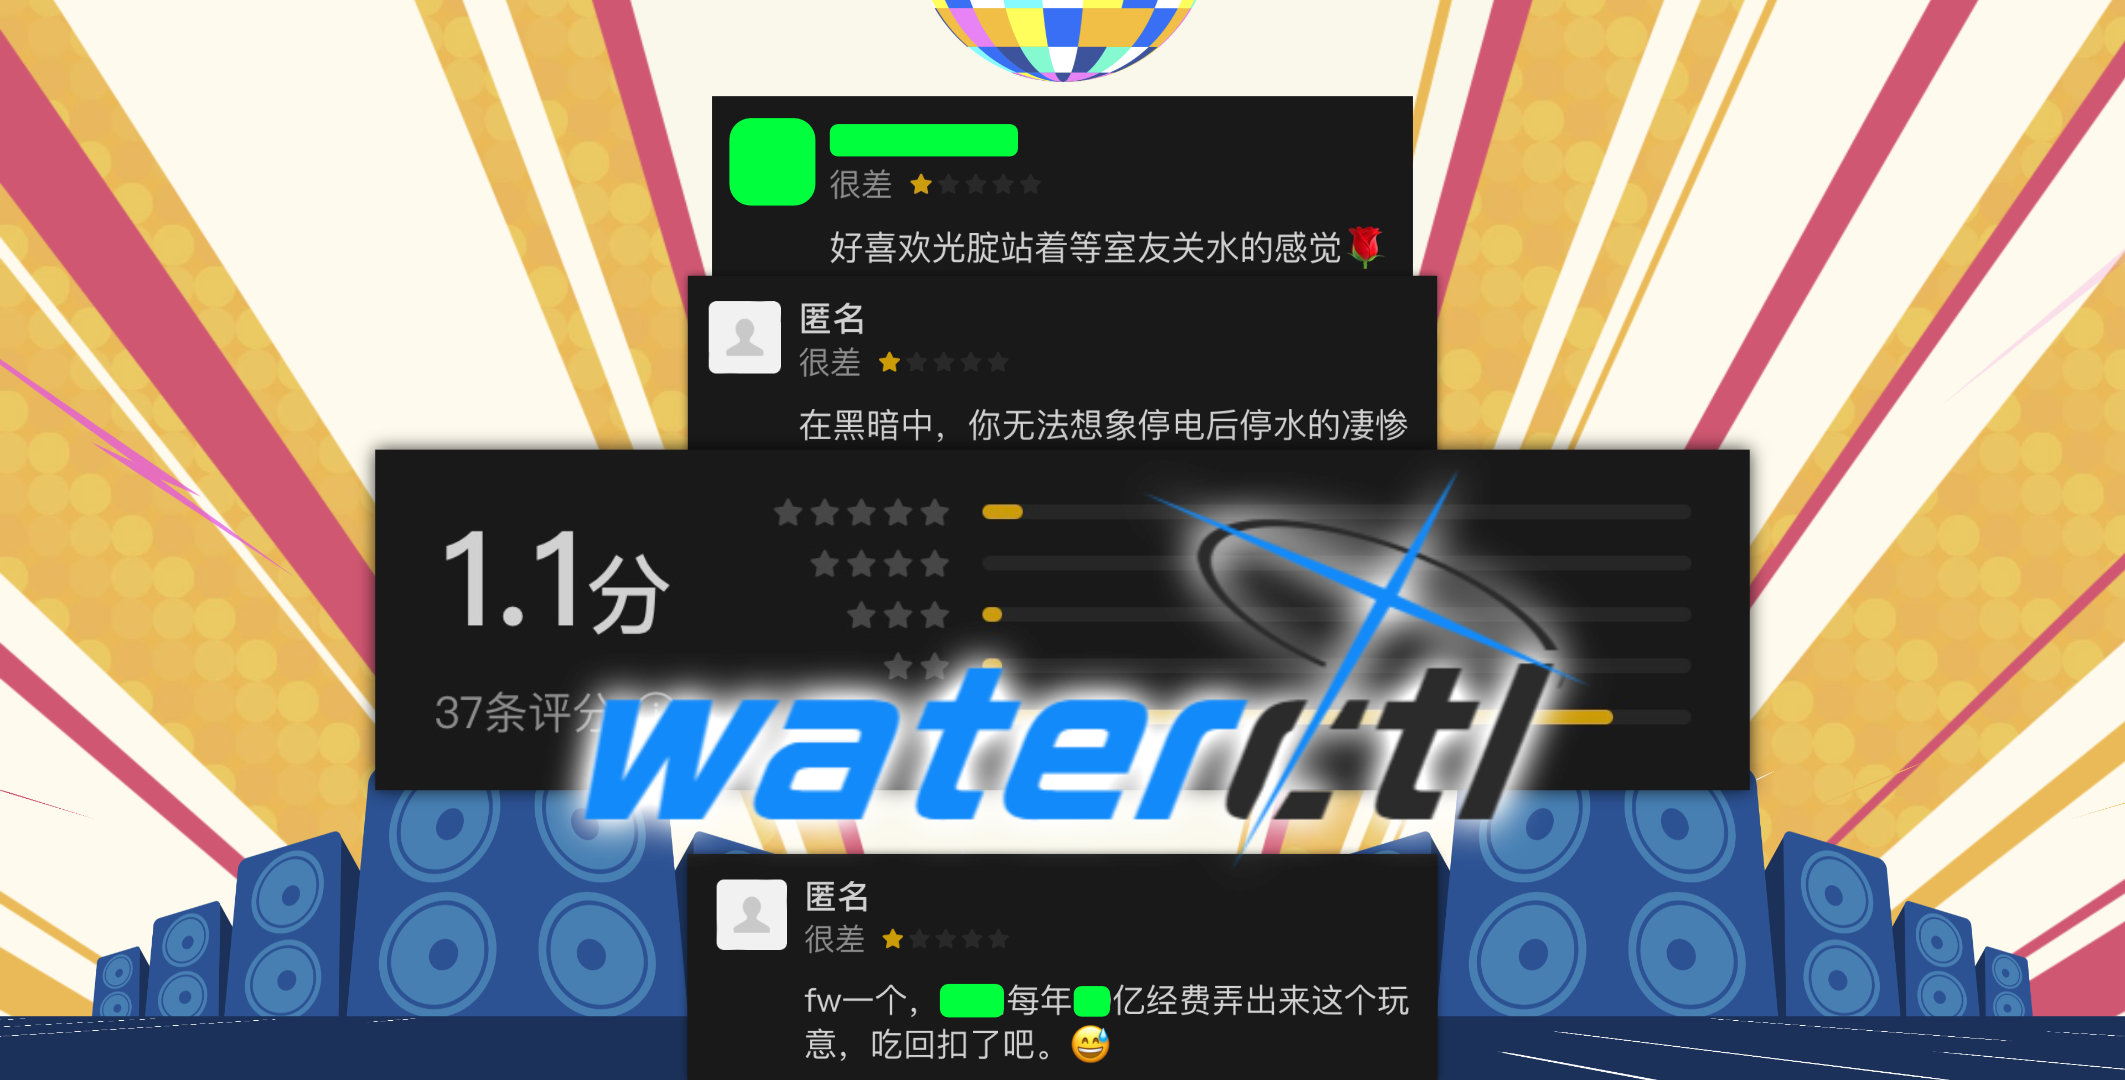 很差
好喜欢光腚站着等室友关水的感觉🌹
匿名
很差
在黑暗中，你无法想象停电后停水的凄惨
1.1分
37条评分
waterctl
匿名
很差
fw一个，每年亿经费弄出来这个玩
意，吃回扣了吧。😅